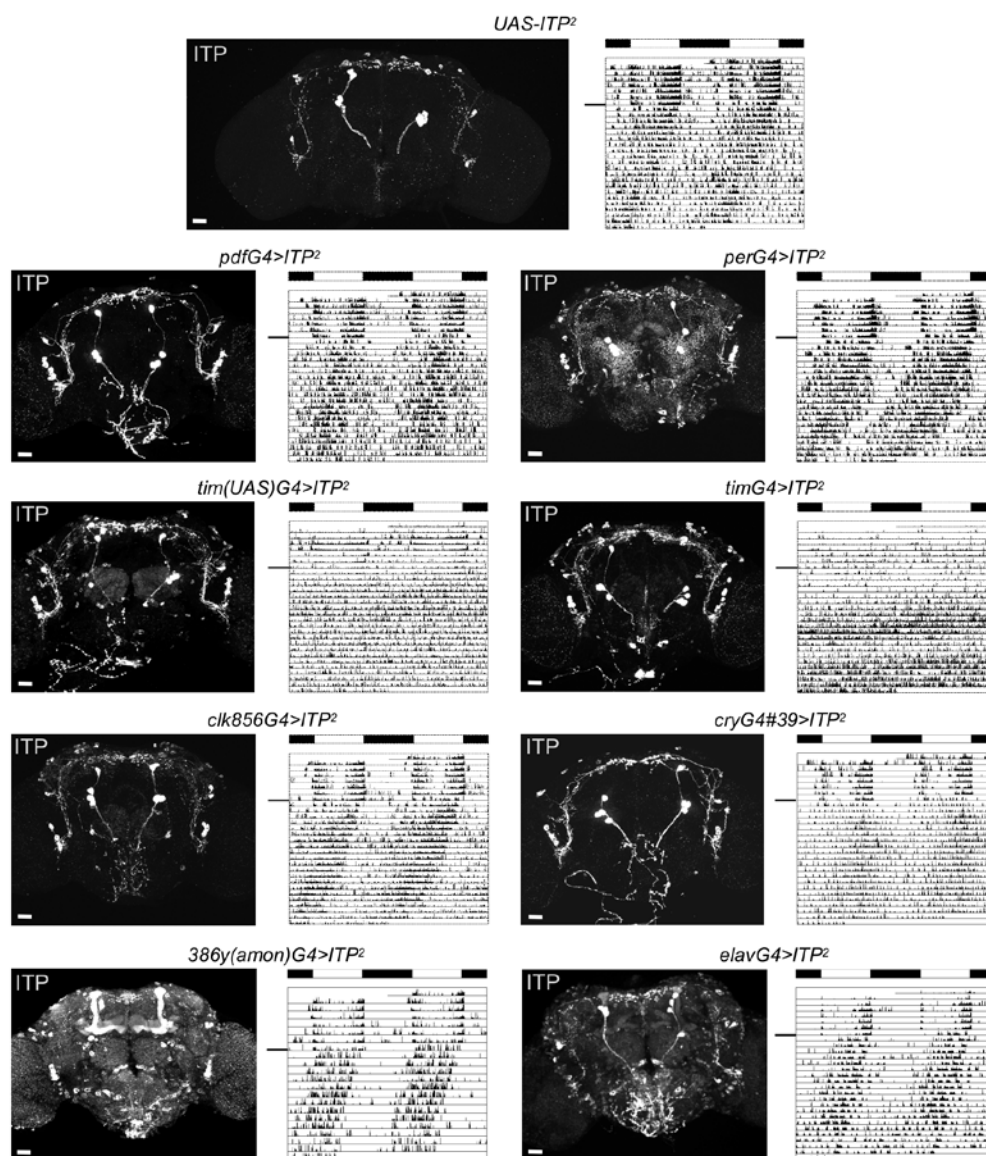 UAS-ITP²
ITP
pdfG4>ITP²
perG4>ITP²
ITP
ITP
tim(UAS)G4>ITP²
timG4>ITP²
ITP
ITP
clk856G4>ITP²
cryG4#39>ITP²
ITP
ITP
386y(amon)G4>ITP²
elavG4>ITP²
ITP
ITP